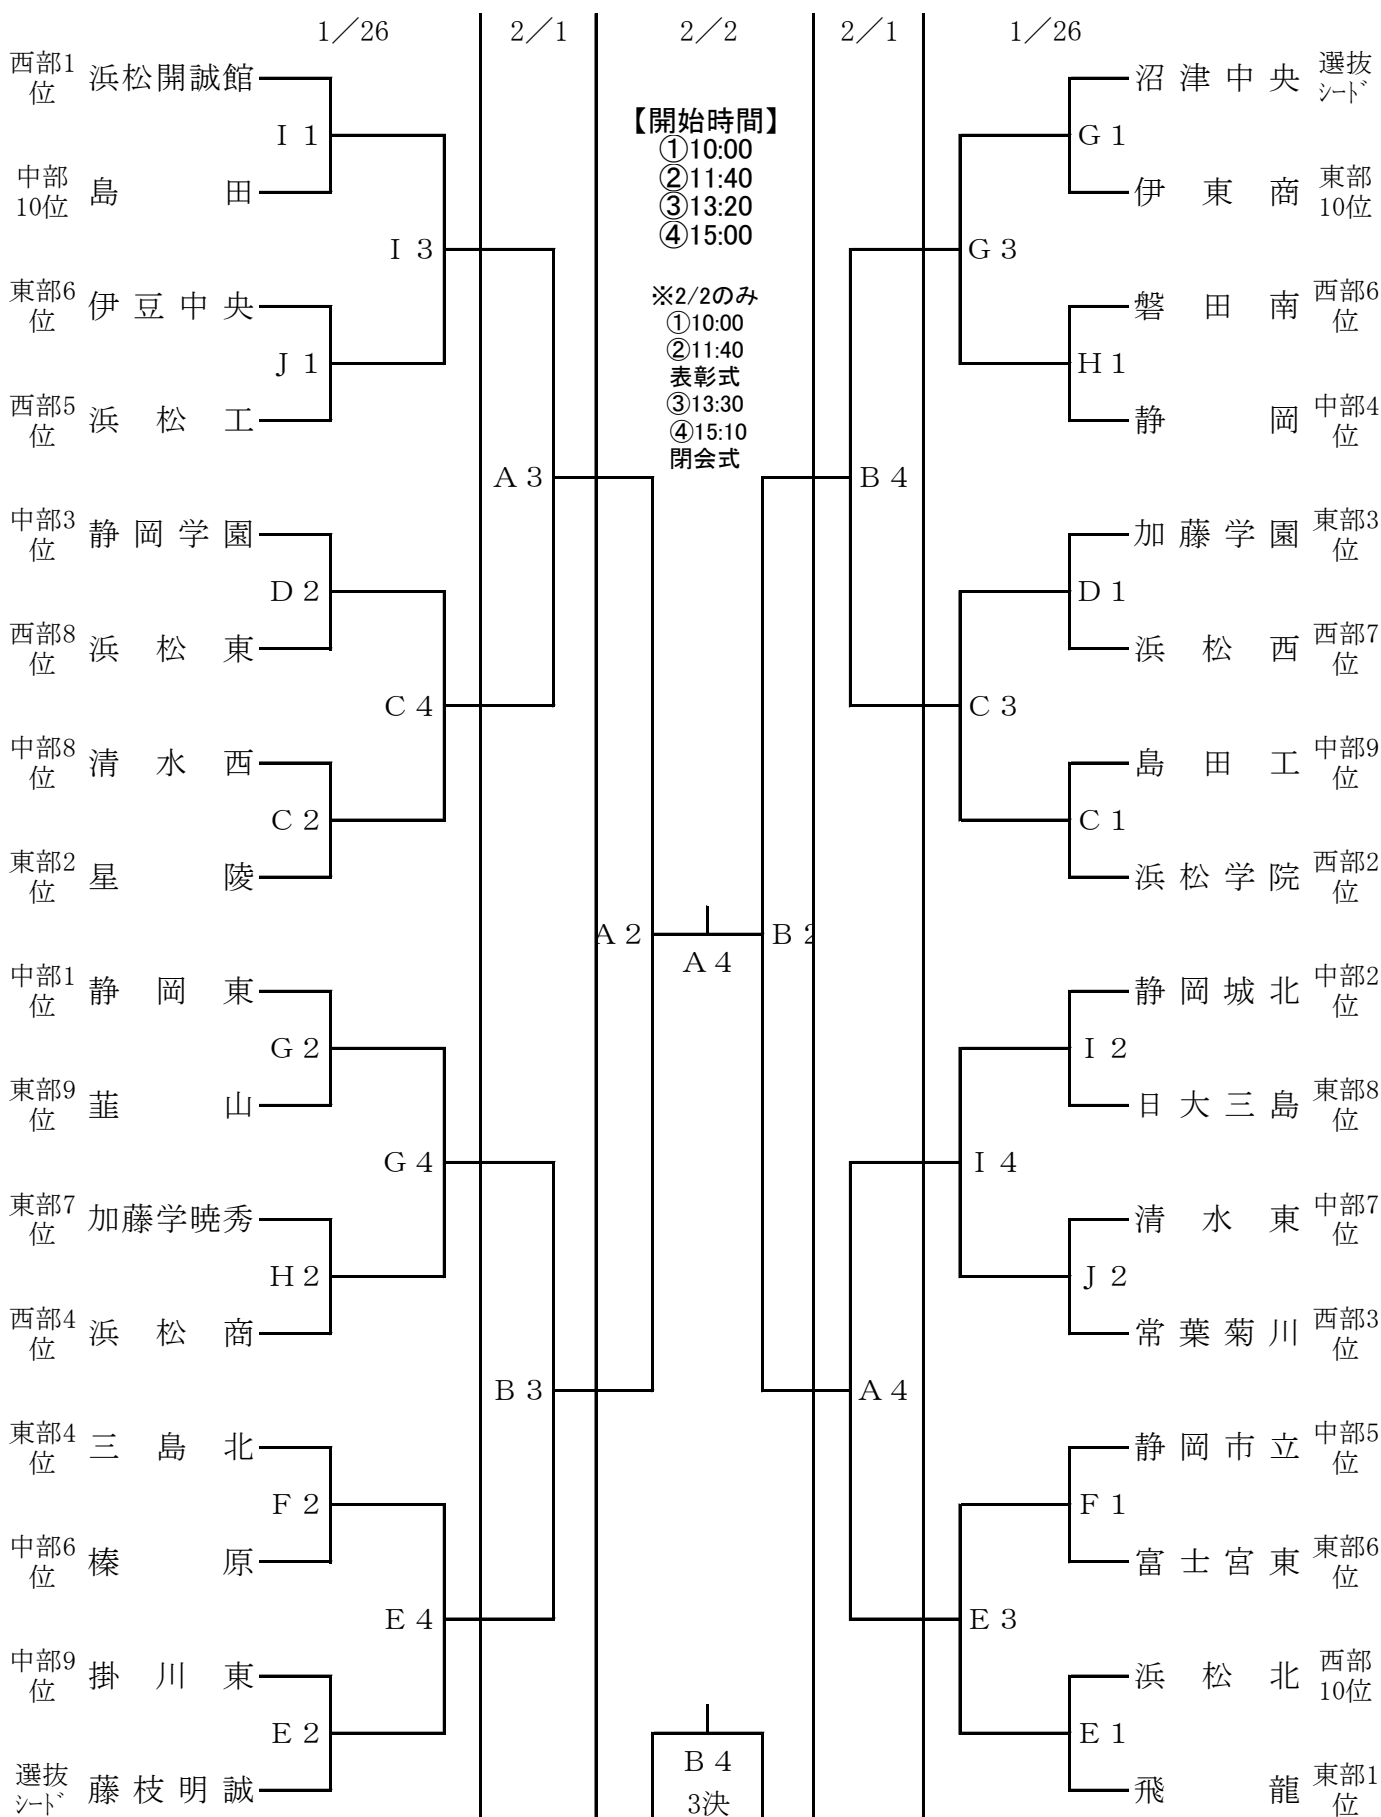 1／26 2／1 2／2 2／1 1／26
西部1
位
浜松開誠館
I 1
中部
10位
島田
I 3
東部6
位
伊豆中央
J 1
西部5
位
浜松工
A 3
中部3
位
静岡学園
D 2
西部8
位
浜松東
C 4
中部8
位
清水西
C 2
東部2
位
星陵
中部1
位
静岡東
G 2
東部9
位
韮山
G 4
東部7
位
加藤学暁秀
H 2
西部4
位
浜松商
B 3
東部4
位
三島北
F 2
中部6
位
榛原
E 4
中部9
位
掛川東
E 2
選抜
シード
藤枝明誠
【開始時間】
①10:00
②11:40
③13:20
④15:00
※2/2のみ
①10:00
②11:40
表彰式
③13:30
④15:10
閉会式
A 2
A 4
B 2
B 4
3決
沼津中央
選抜
シード
G 1
伊東商
東部
10位
G 3
磐田南
西部6
位
H 1
静岡
中部4
位
B 4
加藤学園
東部3
位
D 1
浜松西
西部7
位
C 3
島田工
中部9
位
C 1
浜松学院
西部2
位
静岡城北
中部2
位
I 2
日大三島
東部8
位
I 4
清水東
中部7
位
J 2
常葉菊川
西部3
位
A 4
静岡市立
中部5
位
F 1
富士宮東
東部6
位
E 3
浜松北
西部
10位
E 1
飛龍
東部1
位